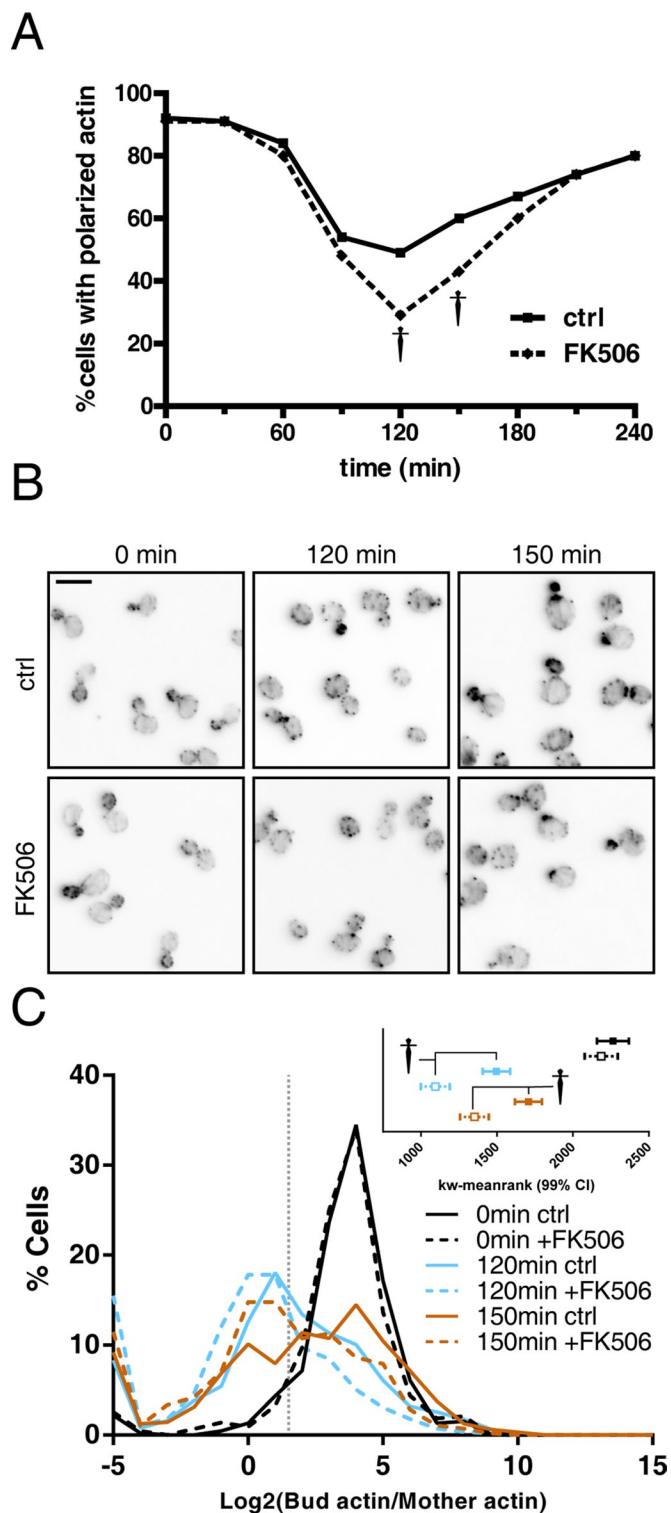 A
%cells with polarized actin
100
80
60
40
20
0
ctrl
FK506
0 60 120 180 240
time (min)
B
0 min 120 min 150 min
ctrl
FK506
C
% Cells
40
30
20
10
0
1000 1500 2000 2500
kw-meanrank (99% CI)
0min ctrl
0min +FK506
120min ctrl
120min +FK506
150min ctrl
150min +FK506
-5 0 5 10 15
Log2(Bud actin/Mother actin)